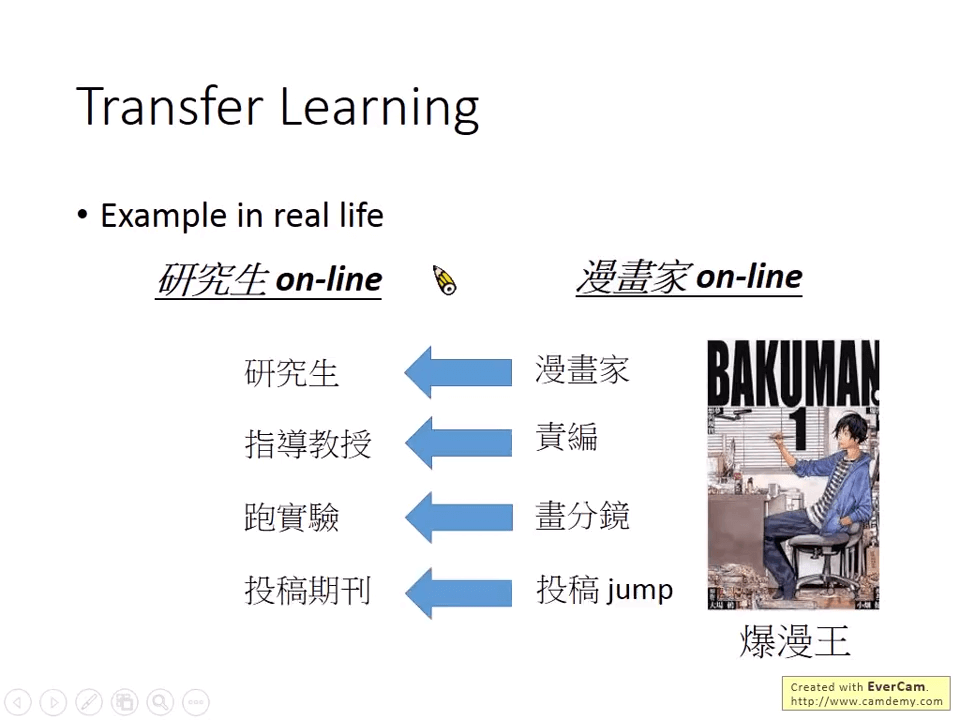 Transfer Learning
• Example in real life
研究生 on-line
漫畫家 on-line
研究生
漫畫家
指導教授
責編
跑實驗
畫分鏡
投稿期刊
投稿 jump
BAKUMAN
1
爆漫王
Created with EverCam.
http://www.camdemy.com